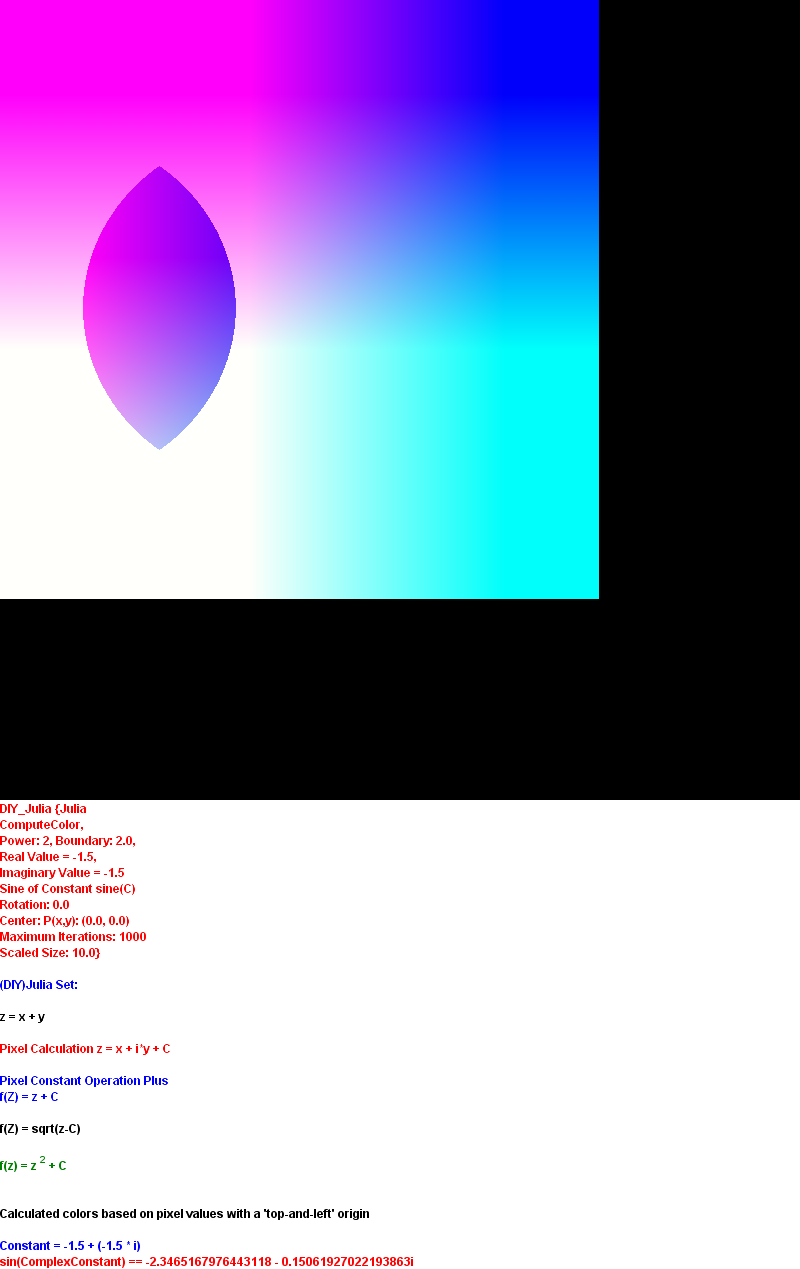 DIY_Julia {Julia
ComputeColor,
Power: 2, Boundary: 2.0,
Real Value = -1.5,
Imaginary Value = -1.5
Sine of Constant sine(C)
Rotation: 0.0
Center: P(x,y): (0.0, 0.0)
Maximum Iterations: 1000
Scaled Size: 10.0}
(DIY)Julia Set:
z = x + y
Pixel Calculation z = x + i*y + C
Pixel Constant Operation Plus
f(Z) = z + C
f(Z) = sqrt(z-C)
f(z) = z ² + C
Calculated colors based on pixel values with a 'top-and-left' origin
Constant = -1.5 + (-1.5 * i)
sin(ComplexConstant) == -2.3465167976443118 - 0.15061927022193863i